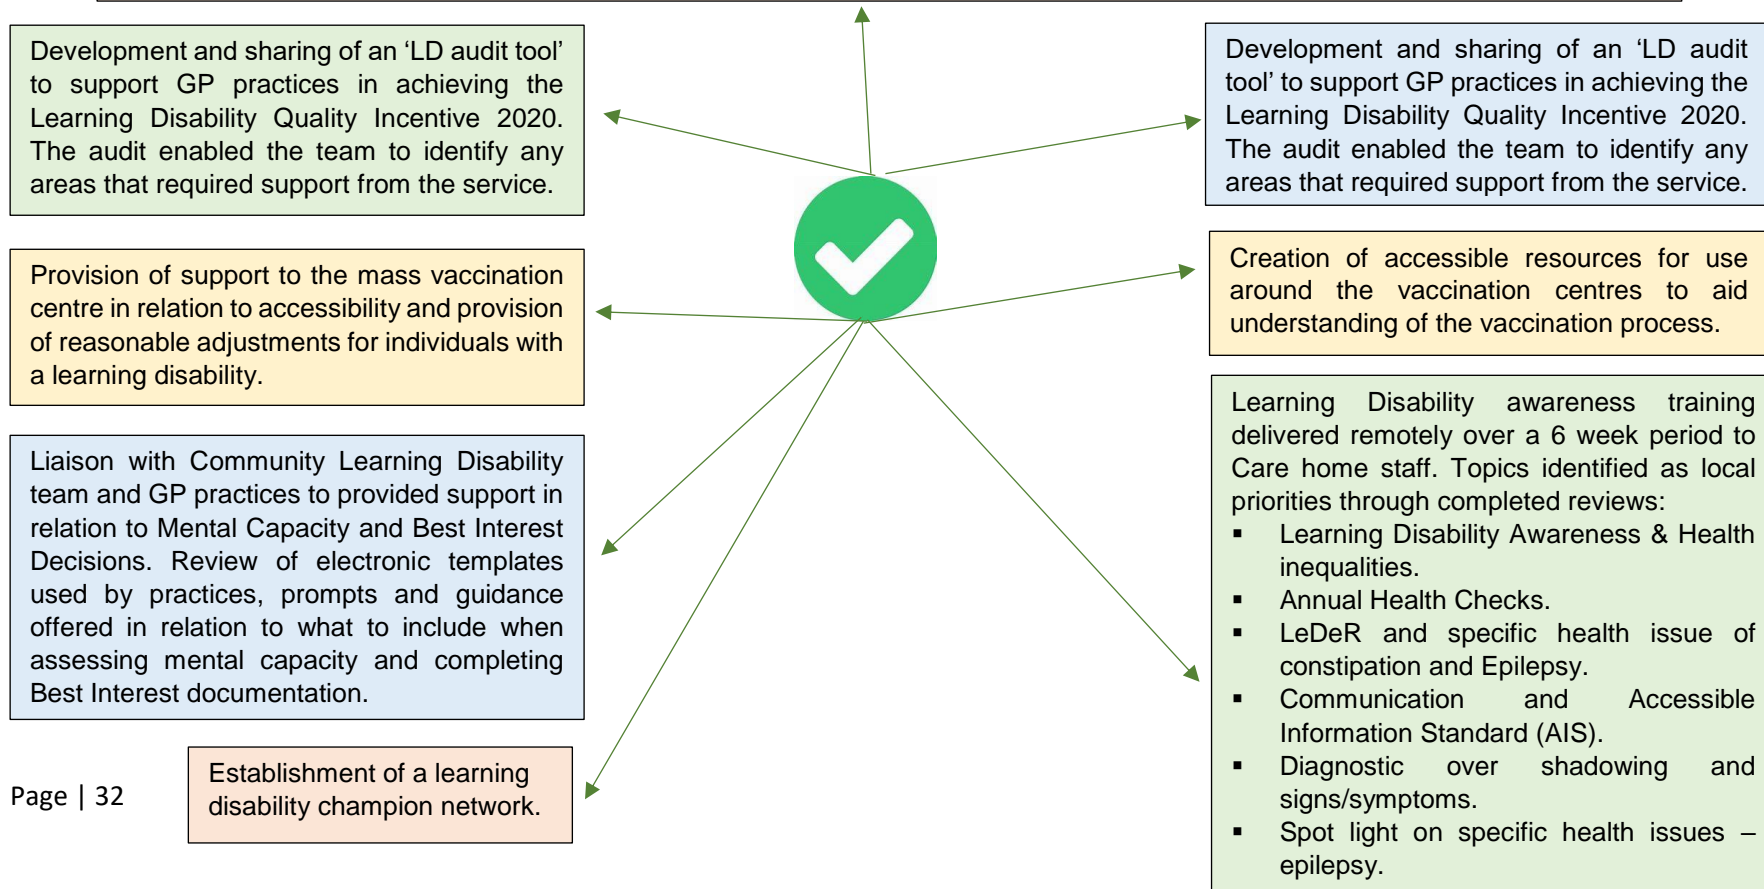 Development and sharing of an ‘LD audit tool’
to support GP practices in achieving the
Learning Disability Quality Incentive 2020.
The audit enabled the team to identify any
areas that required support from the service.
Provision of support to the mass vaccination
centre in relation to accessibility and provision
of reasonable adjustments for individuals with
a learning disability.
Liaison with Community Learning Disability
team and GP practices to provided support in
relation to Mental Capacity and Best Interest
Decisions. Review of electronic templates
used by practices, prompts and guidance
offered in relation to what to include when
assessing mental capacity and completing
Best Interest documentation.
Establishment of a learning
disability champion network.
Development and sharing of an ‘LD audit
tool’ to support GP practices in achieving the
Learning Disability Quality Incentive 2020.
The audit enabled the team to identify any
areas that required support from the service.
Creation of accessible resources for use
around the vaccination centres to aid
understanding of the vaccination process.
Learning Disability awareness training
delivered remotely over a 6 week period to
Care home staff. Topics identified as local
priorities through completed reviews:
▪ Learning Disability Awareness & Health
inequalities.
▪ Annual Health Checks.
▪ LeDeR and specific health issue of
constipation and Epilepsy.
▪ Communication and Accessible
Information Standard (AIS).
▪ Diagnostic over shadowing and
signs/symptoms.
▪ Spot light on specific health issues –
epilepsy.
Page | 32